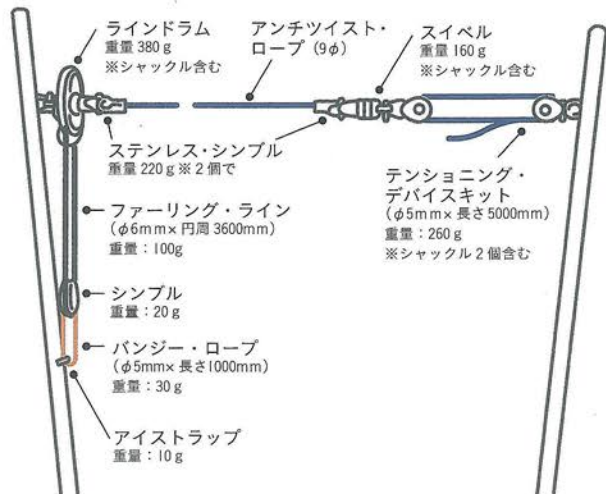 ラインドラム
重量 380 g
※シャックル含む
アンチツイスト・
ロープ (9φ)
スイベル
重量 160 g
※シャックル含む
ステンレス・シンブル
重量 220 g ※ 2 個で
テンショニング・
デバイスキット
(φ5mm× 長さ 5000mm)
重量：260 g
※シャックル 2 個含む
ファーリング・ライン
(φ6mm× 円周 3600mm)
重量：100g
シンブル
重量：20 g
バンジー・ロープ
(φ5mm× 長さ1000mm)
重量：30 g
アイストラップ
重量：10 g